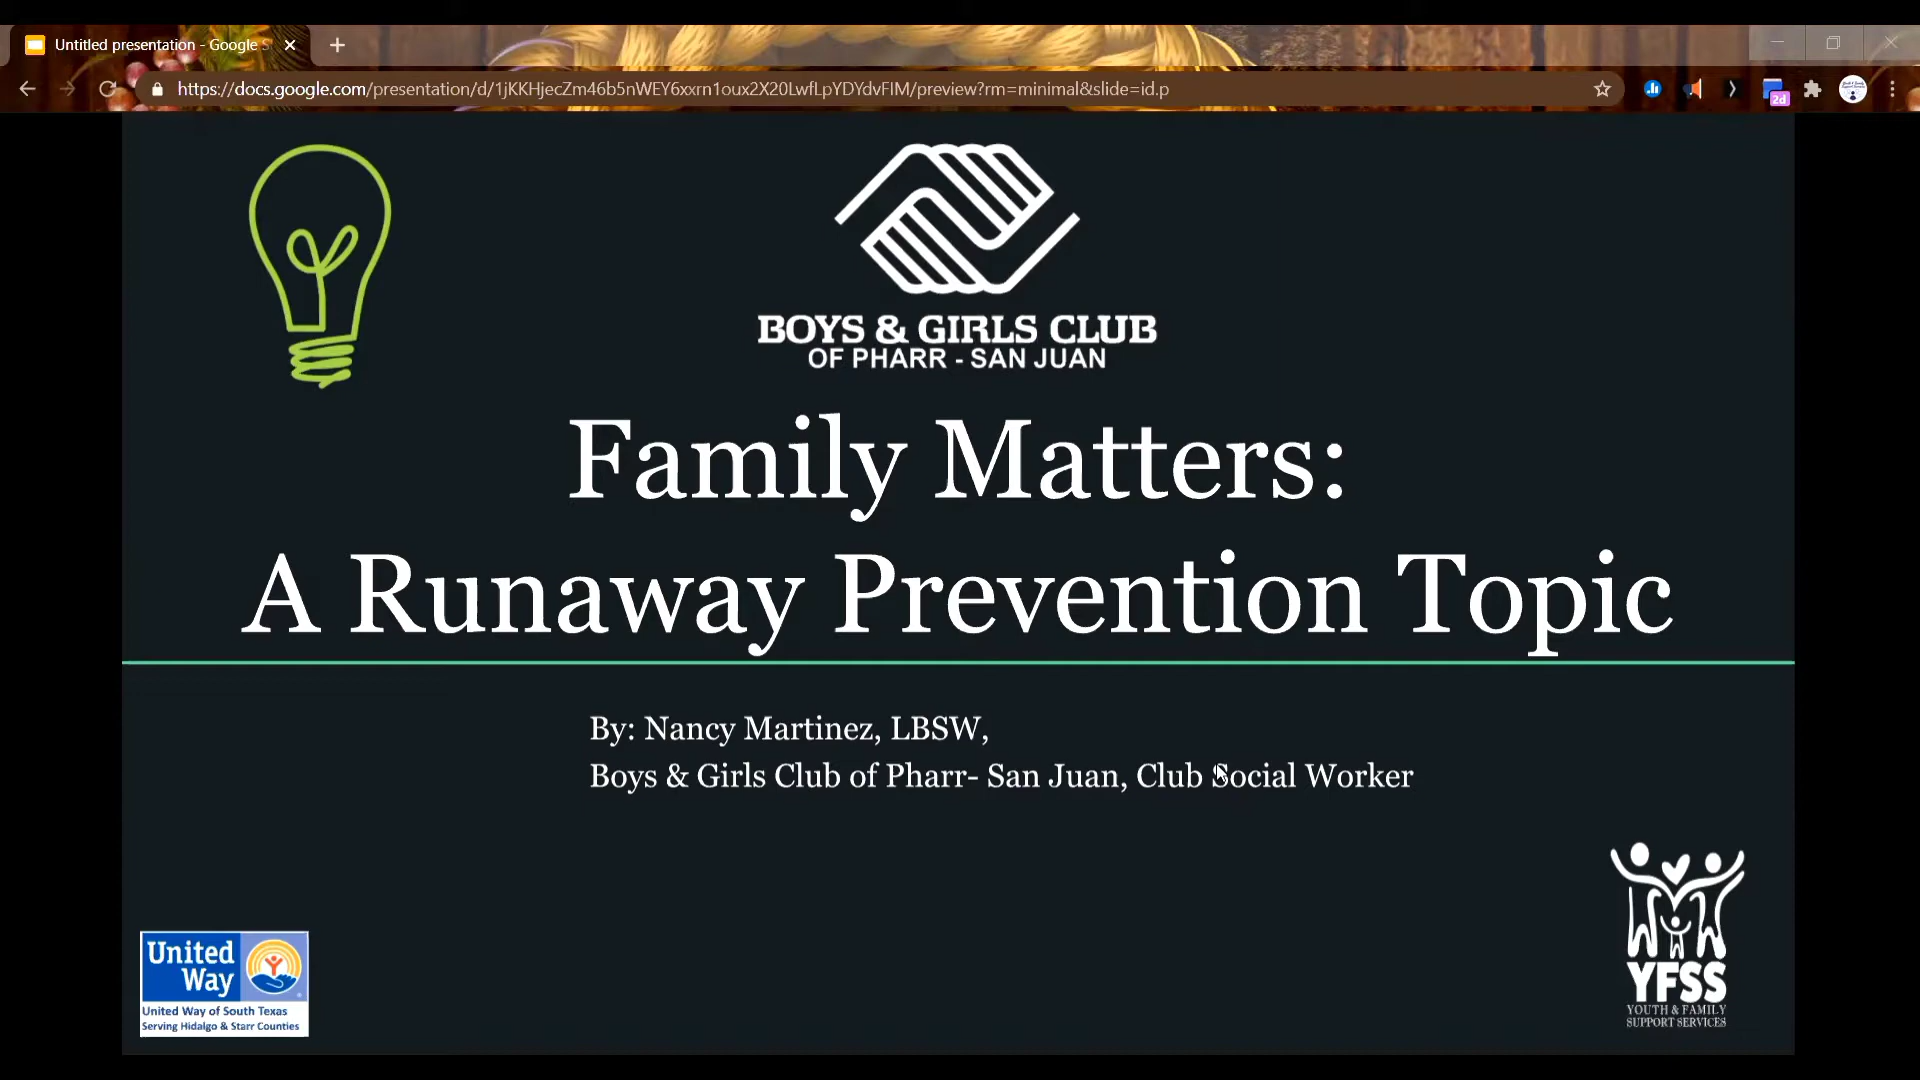 Untitled presentation - Google S
https://docs.google.com/presentation/d/1jKKHjecZm46b5nWEY6xxrn1oux2X20LwfLpYDYdvFIM/preview?rm=minimal&slide=id.p
2d
BOYS & GIRLS CLUB
OF PHARR - SAN JUAN
Family Matters:
A Runaway Prevention Topic
By: Nancy Martinez, LBSW,
Boys & Girls Club of Pharr- San Juan, Club Social Worker
United
Way
United Way of South Texas
Serving Hidalgo & Starr Counties
YFSS
YOUTH & FAMILY
SUPPORT SERVICES